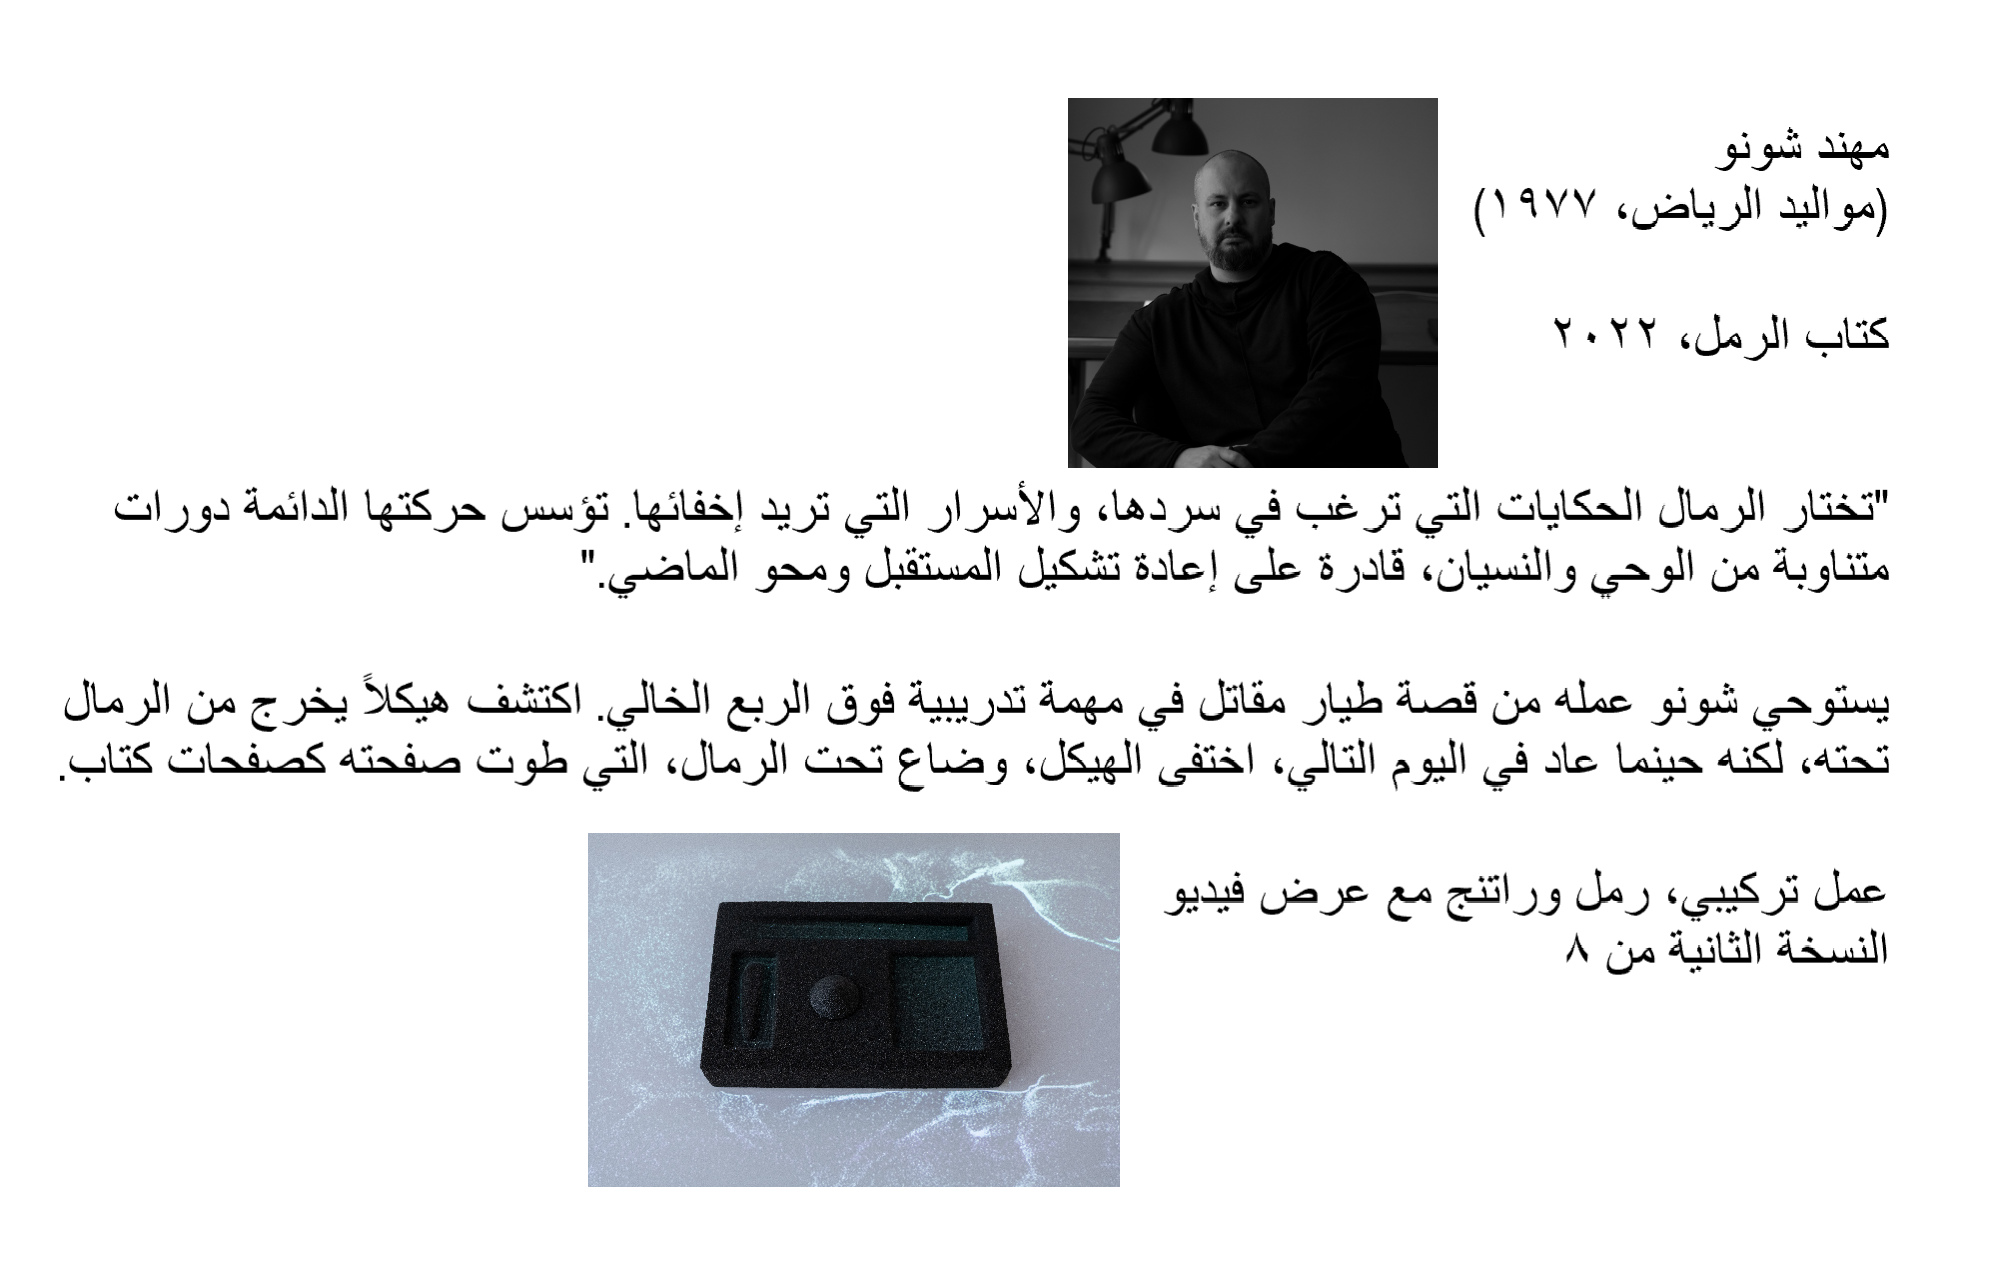 مهند شونو
(مواليد الرياض، ١٩٧٧)
كتاب الرمل، ٢٠٢٢
"تختار الرمال الحكايات التي ترغب في سردها، والأسرار التي تريد إخفائها. تؤسس حركتها الدائمة دورات
متناوبة من الوحي والنسيان، قادرة على إعادة تشكيل المستقبل ومحو الماضي."
يستوحي شونو عمله من قصة طيار مقاتل في مهمة تدريبية فوق الربع الخالي. اكتشف هيكلاً يخرج من الرمال
تحته، لكنه حينما عاد في اليوم التالي، اختفى الهيكل، وضاع تحت الرمال، التي طوت صفحته كصفحات كتاب.
عمل تركيبي، رمل وراتنج مع عرض فيديو
النسخة الثانية من ٨